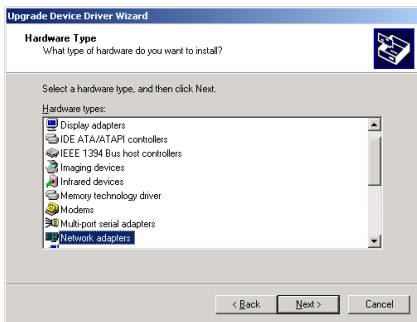 Upgrade Device Driver Wizard
Hardware Type
What type of hardware do you want to install?
Select a hardware type, and then click Next.
Hardware types:
Display adapters
IDE ATA/ATAPI controllers
IEEE 1394 Bus host controllers
Imaging devices
Infrared devices
Memory technology driver
Modems
Multi-port serial adapters
Network adapters
< Back
Next >
Cancel